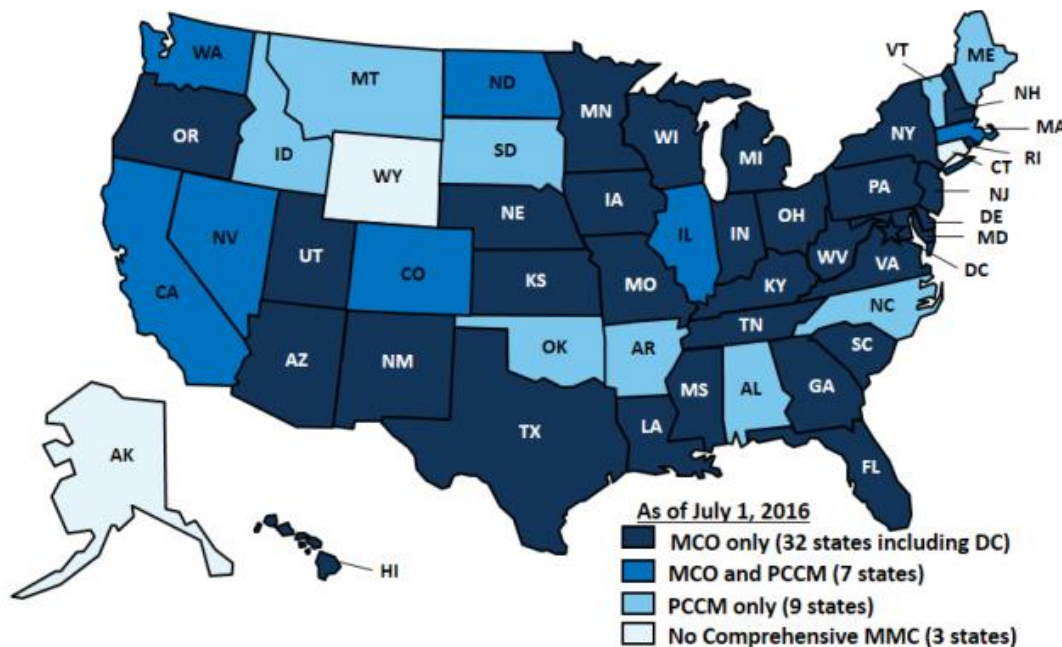 WA
MT
ND
MN
VT
ME
NH
OR
ID
SD
WI
MI
NY
MA
RI
CT
WY
IA
PA
NJ
NE
IL
IN
OH
DE
MD
NV
UT
CO
WV
VA
DC
CA
KS
MO
KY
NC
TN
AZ
NM
OK
AR
SC
MS
AL
GA
TX
LA
FL
AK
HI
As of July 1, 2016
MCO only (32 states including DC)
MCO and PCCM (7 states)
PCCM only (9 states)
No Comprehensive MMC (3 states)